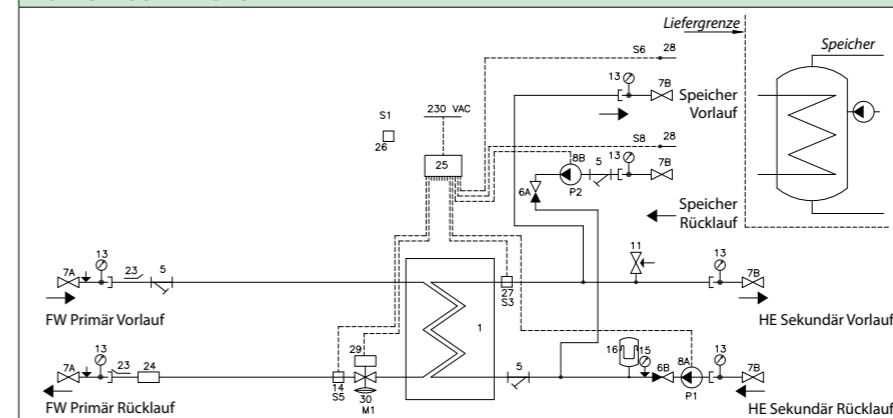 Liefergrenze
Speicher
S6 28
13
7B
Speicher
Vorlauf
S1
230 VAC
26
25
S8 28
8B
5
13
7B
6A
P2
Speicher
Rücklauf
13
7A
23
5
11
13
7B
27
S3
FW Primär Vorlauf
HE Sekundär Vorlauf
1
13
7A
23
24
29
14
S5
30
M1
5
16
15
6B
8A
P1
13
7B
FW Primär Rücklauf
HE Sekundär Rücklauf